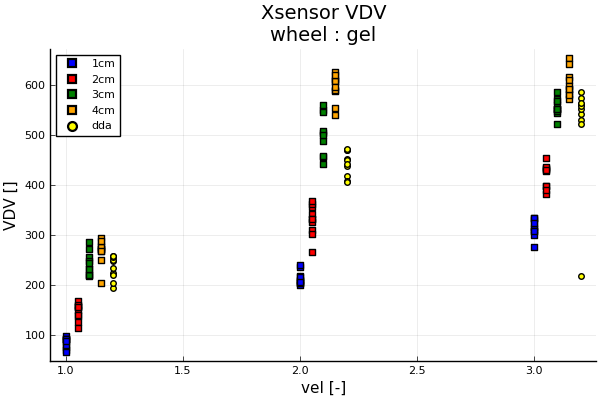 Xsensor VDV
wheel : gel
VDV []
600
500
400
300
200
100
1cm
2cm
3cm
4cm
dda
1.0
1.5
2.0
2.5
3.0
vel [-]